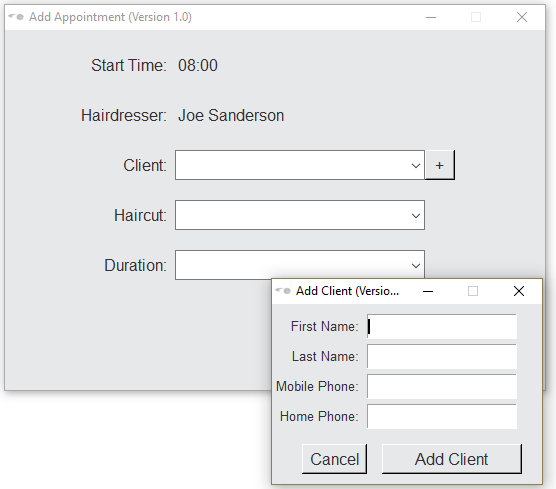 Add Appointment (Version 1.0)
Start Time: 08:00
Hairdresser: Joe Sanderson
Client: +
Haircut:
Duration:
Add Client (Versio...
First Name:
Last Name:
Mobile Phone:
Home Phone:
Cancel Add Client